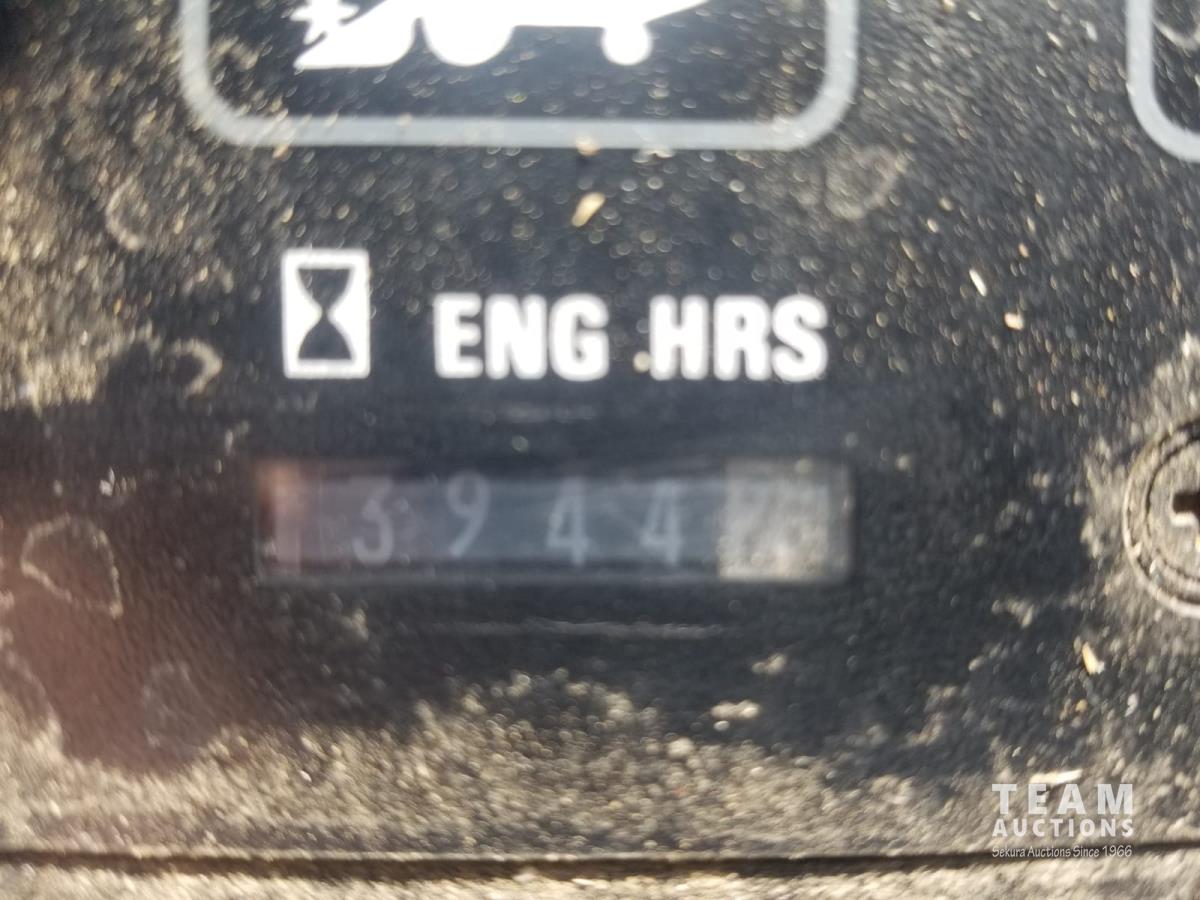 ENG HRS
3944
TEAM
AUCTIONS
Sekura Auctions Since 1966